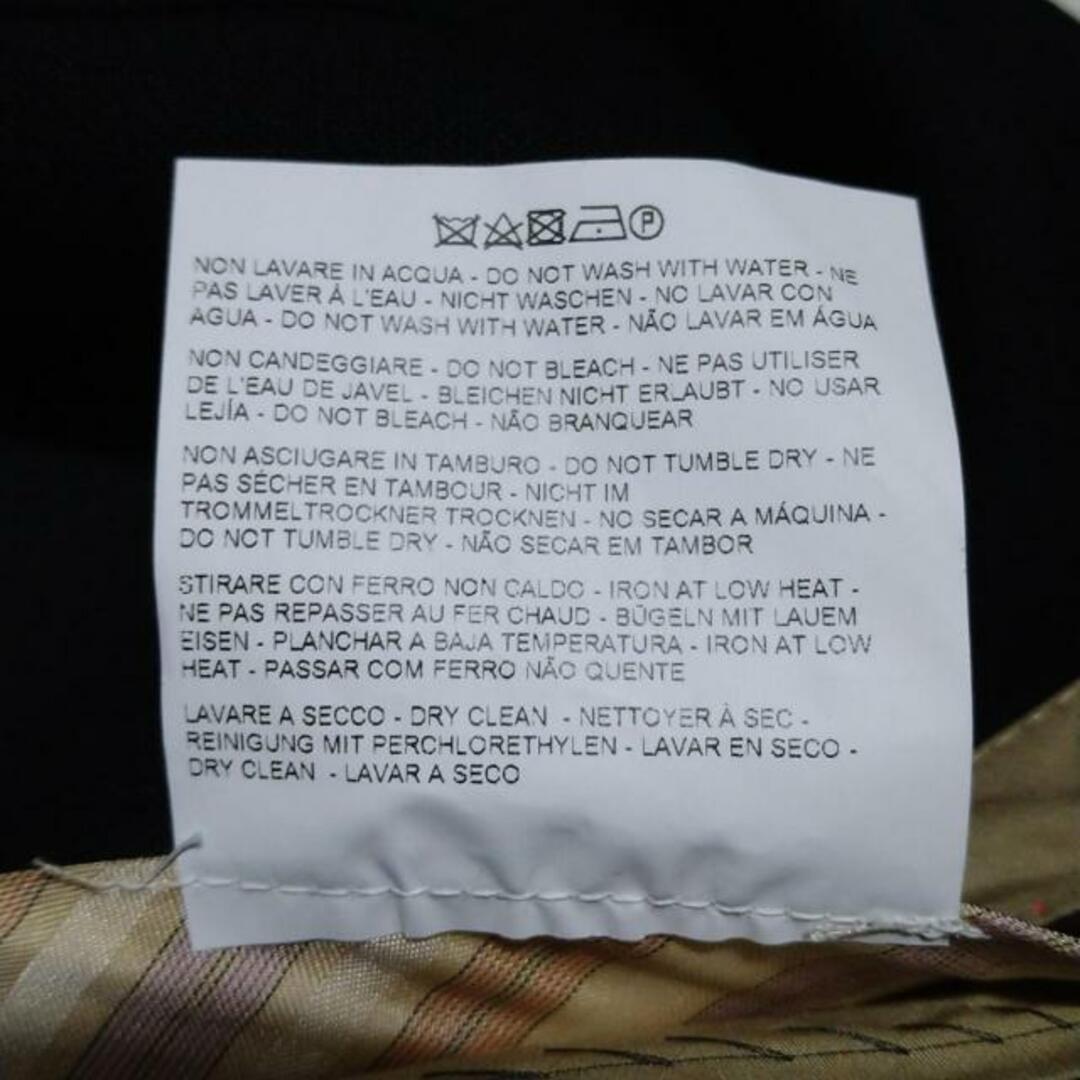 P
NON LAVARE IN ACQUA - DO NOT WASH WITH WATER - NE
PAS LAVER À L'EAU - NICHT WASCHEN - NO LAVAR CON
AGUA - DO NOT WASH WITH WATER - NÃO LAVAR EM ÁGUA
NON CANDEGGIARE - DO NOT BLEACH - NE PAS UTILISER
DE L'EAU DE JAVEL - BLEICHEN NICHT ERLAUBT - NO USAR
LEJÍA - DO NOT BLEACH - NÃO BRANQUEAR
NON ASCIUGARE IN TAMBURO - DO NOT TUMBLE DRY - NE
PAS SÉCHER EN TAMBOUR - NICHT IM
TROMMELTROCKNER TROCKNEN - NO SECAR A MÁQUINA -
DO NOT TUMBLE DRY - NÃO SECAR EM TAMBOR
STIRARE CON FERRO NON CALDO - IRON AT LOW HEAT -
NE PAS REPASSER AU FER CHAUD - BÜGELN MIT LAUEM
EISEN - PLANCHAR A BAJA TEMPERATURA - IRON AT LOW
HEAT - PASSAR COM FERRO NÃO QUENTE
LAVARE A SECCO - DRY CLEAN - NETTOYER À SEC -
REINIGUNG MIT PERCHLORETHYLEN - LAVAR EN SECO -
DRY CLEAN - LAVAR A SECO